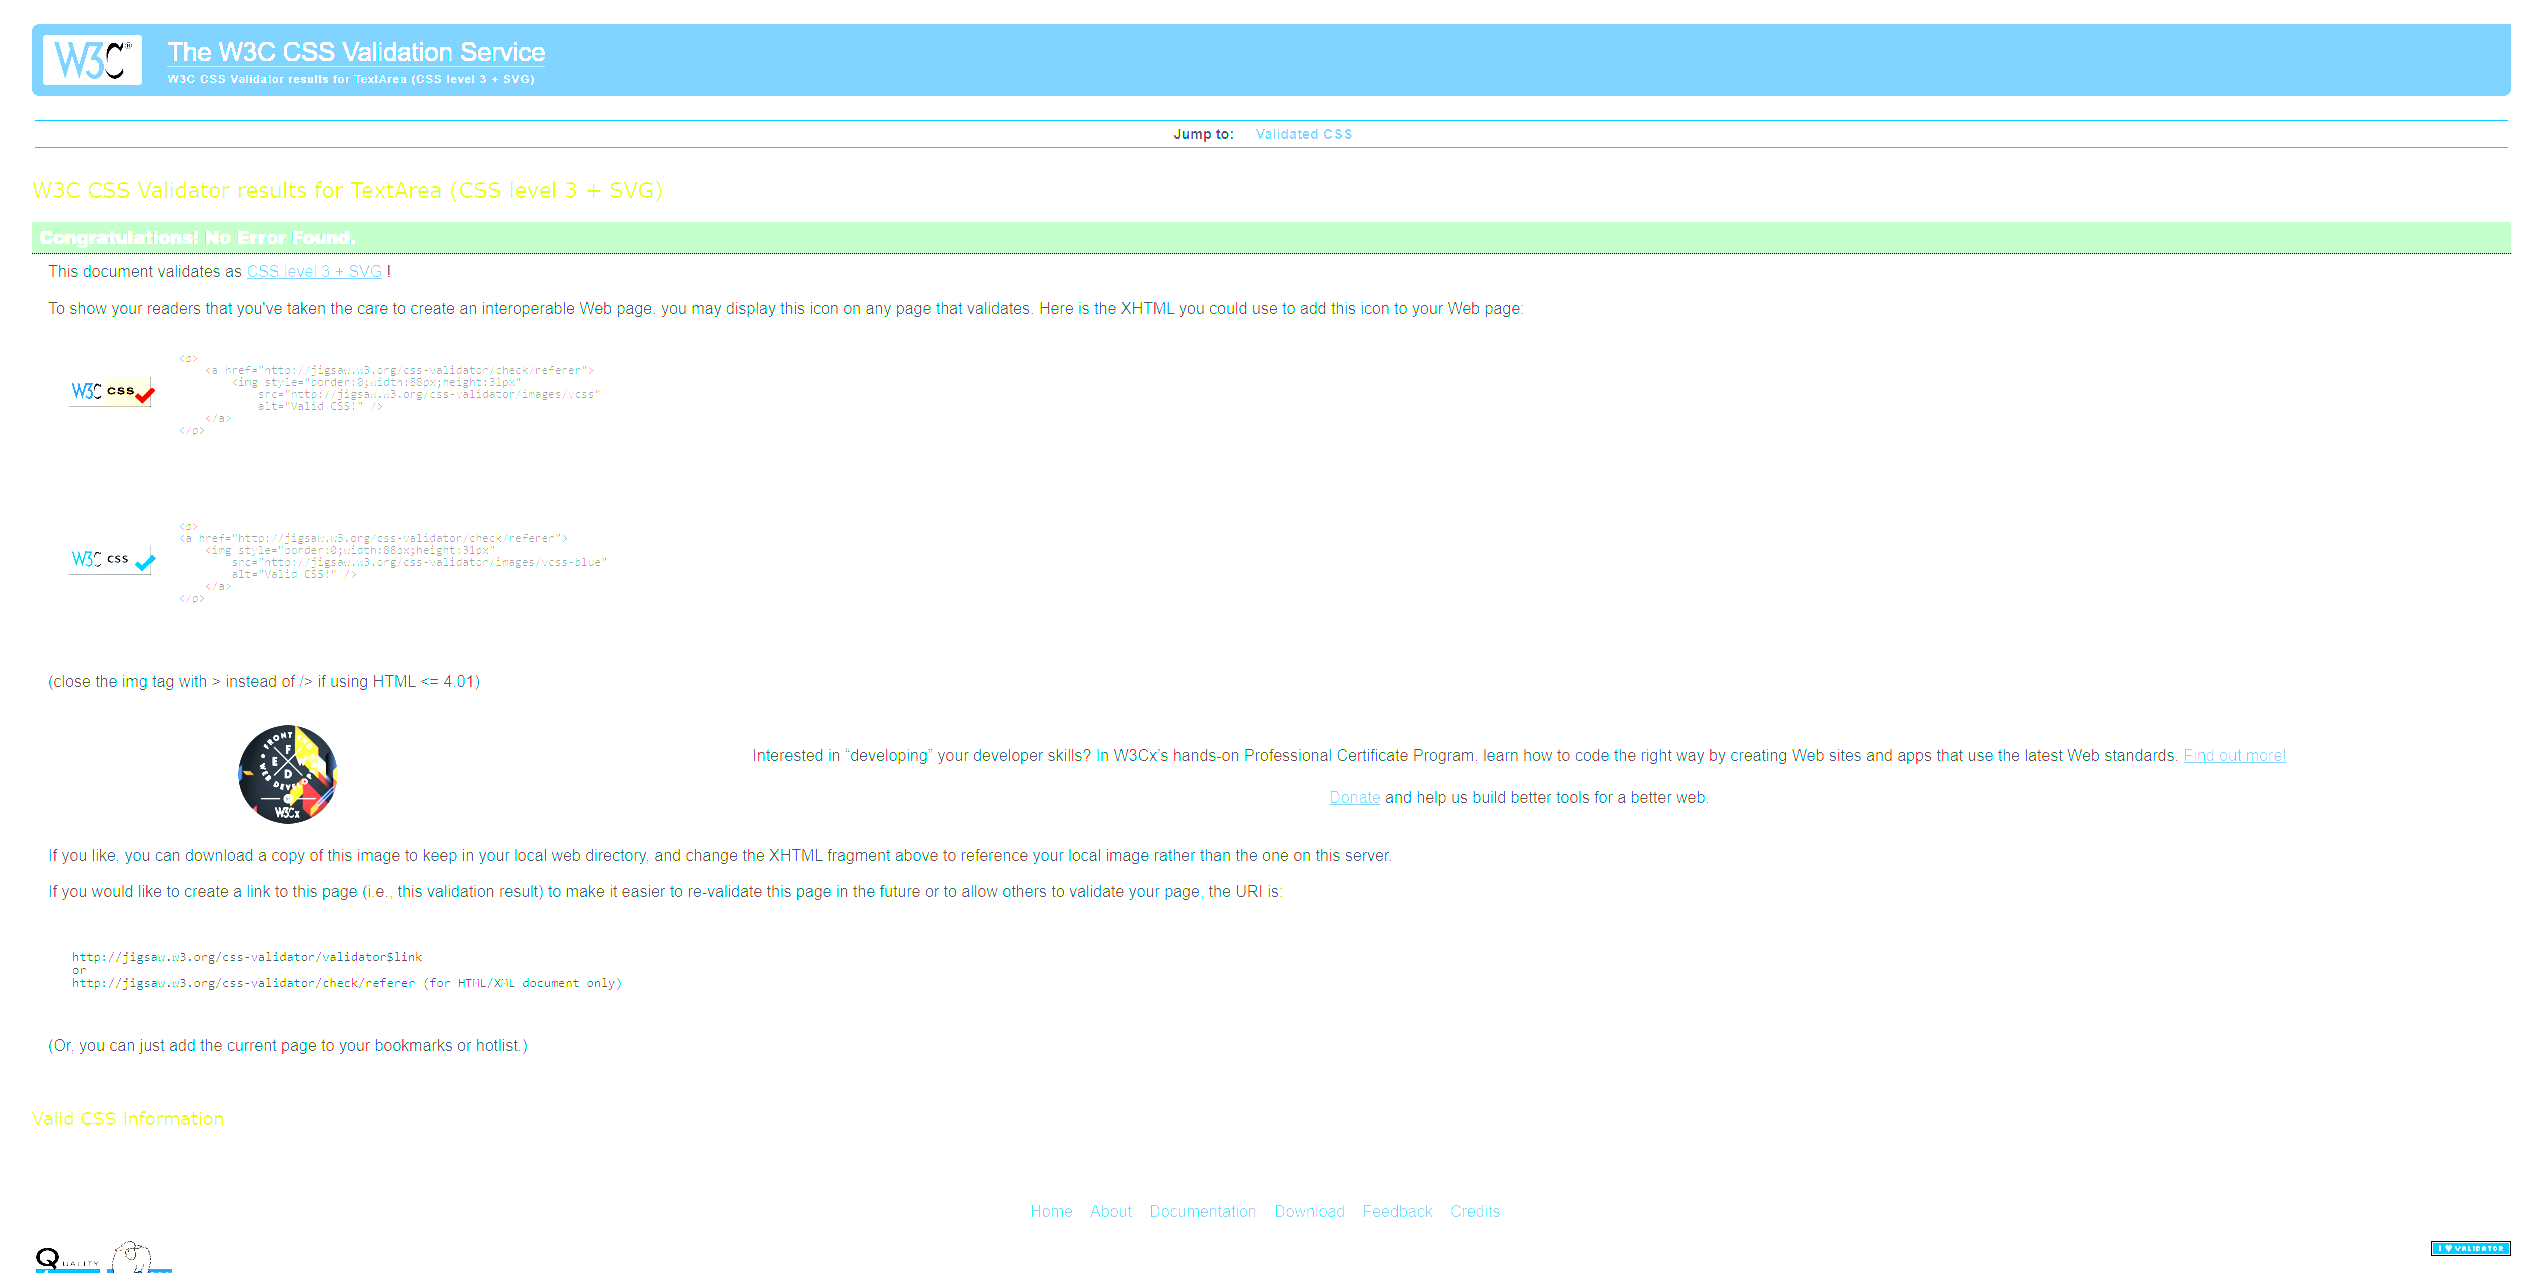 W3C®
The W3C CSS Validation Service
W3C CSS Validator results for TextArea (CSS level 3 + SVG)
Jump to: Validated CSS
W3C CSS Validator results for TextArea (CSS level 3 + SVG)
Congratulations! No Error Found.
This document validates as CSS level 3 + SVG !
To show your readers that you've taken the care to create an interoperable Web page, you may display this icon on any page that validates. Here is the XHTML you could use to add this icon to your Web page:
W3C css
<p>
<a href="http://jigsaw.w3.org/css-validator/check/referer">
<img style="border:0;width:88px;height:31px"
src="http://jigsaw.w3.org/css-validator/images/vcss"
alt="Valid CSS!" />
</a>
</p>
W3C css
<p>
<a href="http://jigsaw.w3.org/css-validator/check/referer">
<img style="border:0;width:88px;height:31px"
src="http://jigsaw.w3.org/css-validator/images/vcss-blue"
alt="Valid CSS!" />
</a>
</p>
(close the img tag with > instead of /> if using HTML <= 4.01)
FRONT END
WEB DEVELOPER
F E W D
W3Cx
Interested in “developing” your developer skills? In W3Cx’s hands-on Professional Certificate Program, learn how to code the right way by creating Web sites and apps that use the latest Web standards. Find out more!
Donate and help us build better tools for a better web.
If you like, you can download a copy of this image to keep in your local web directory, and change the XHTML fragment above to reference your local image rather than the one on this server.
If you would like to create a link to this page (i.e., this validation result) to make it easier to re-validate this page in the future or to allow others to validate your page, the URI is:
http://jigsaw.w3.org/css-validator/validator$link
or
http://jigsaw.w3.org/css-validator/check/referer (for HTML/XML document only)
(Or, you can just add the current page to your bookmarks or hotlist.)
Valid CSS information
Home About Documentation Download Feedback Credits
QUALITY
I ♥ VALIDATOR